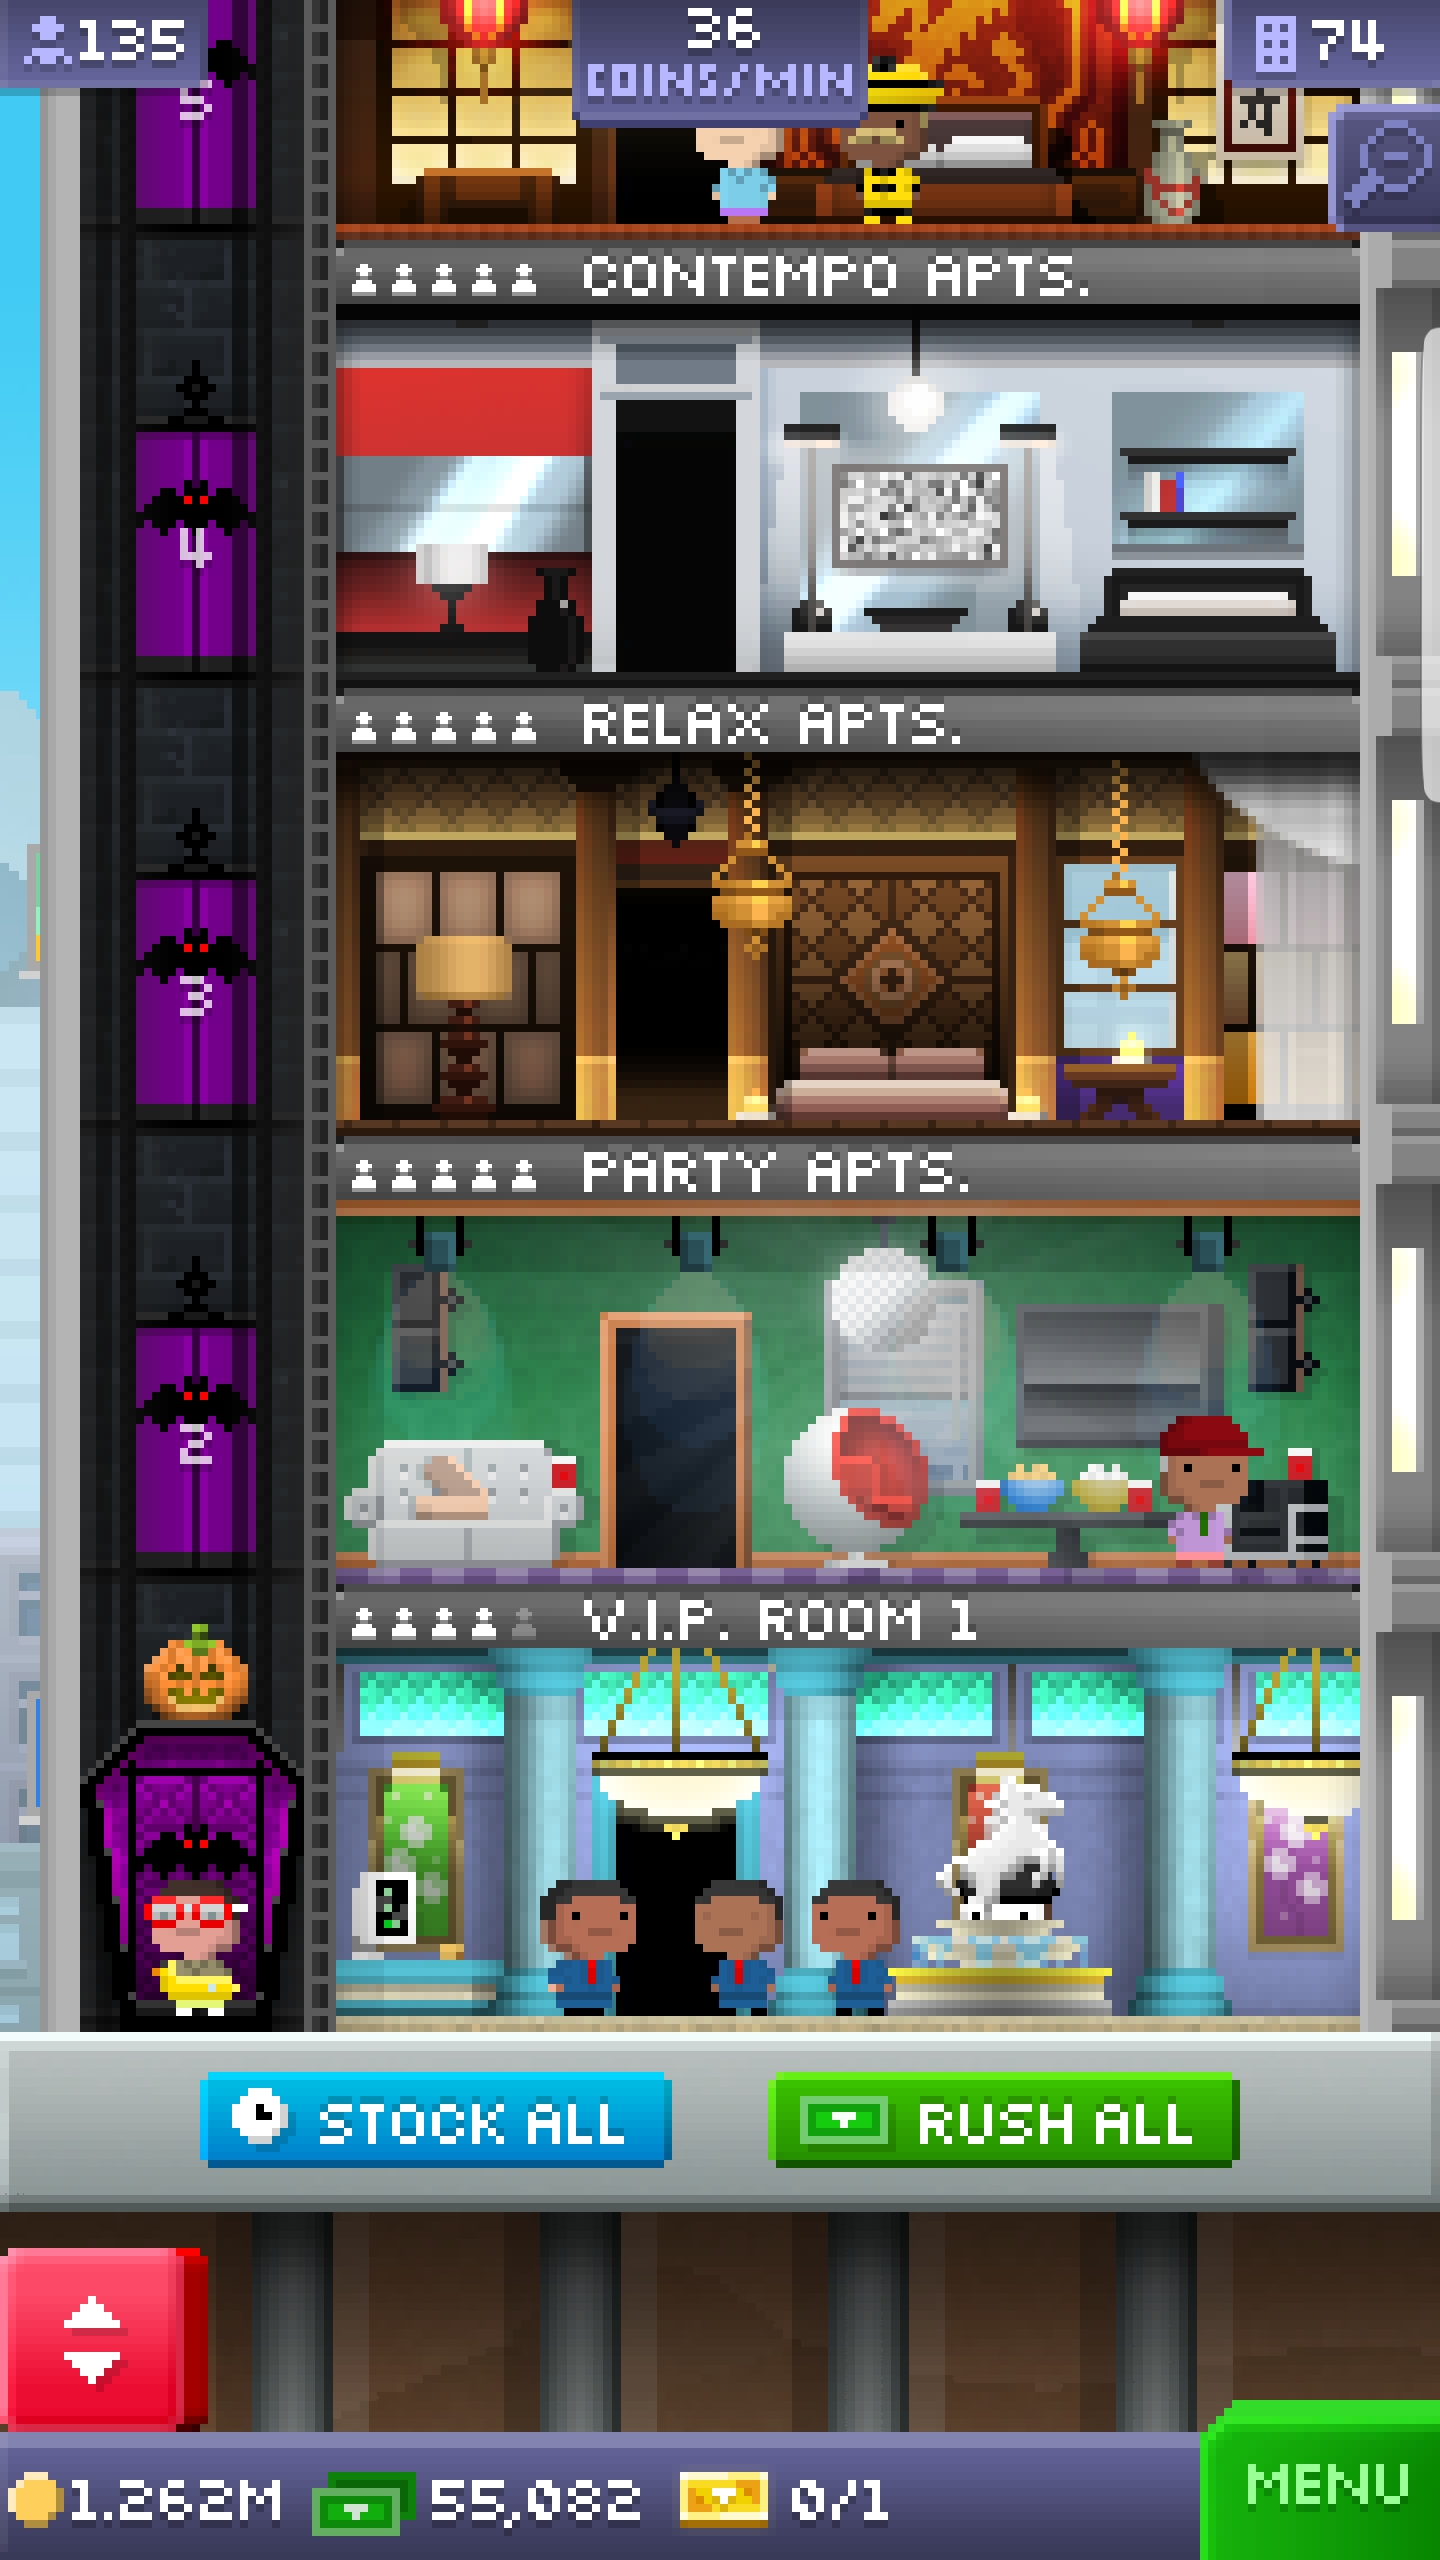 135
36
COINS/MIN
74
5
CONTEMPO APTS.
4
RELAX APTS.
3
PARTY APTS.
2
V.I.P. ROOM 1
STOCK ALL
RUSH ALL
1.262M
55,082
0/1
MENU